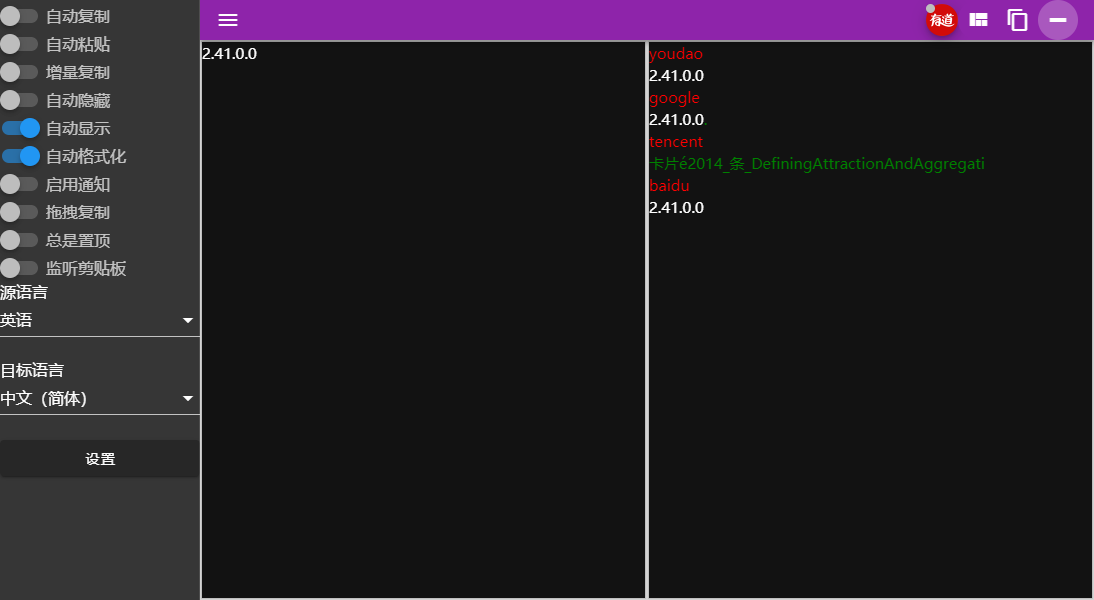 自动复制
自动粘贴
增量复制
自动隐藏
自动显示
自动格式化
启用通知
拖拽复制
总是置顶
监听剪贴板
源语言
英语
目标语言
中文（简体）
设置
有道
2.41.0.0
youdao
2.41.0.0
google
2.41.0.0.
tencent
卡片é2014_条_DefiningAttractionAndAggregati
baidu
2.41.0.0